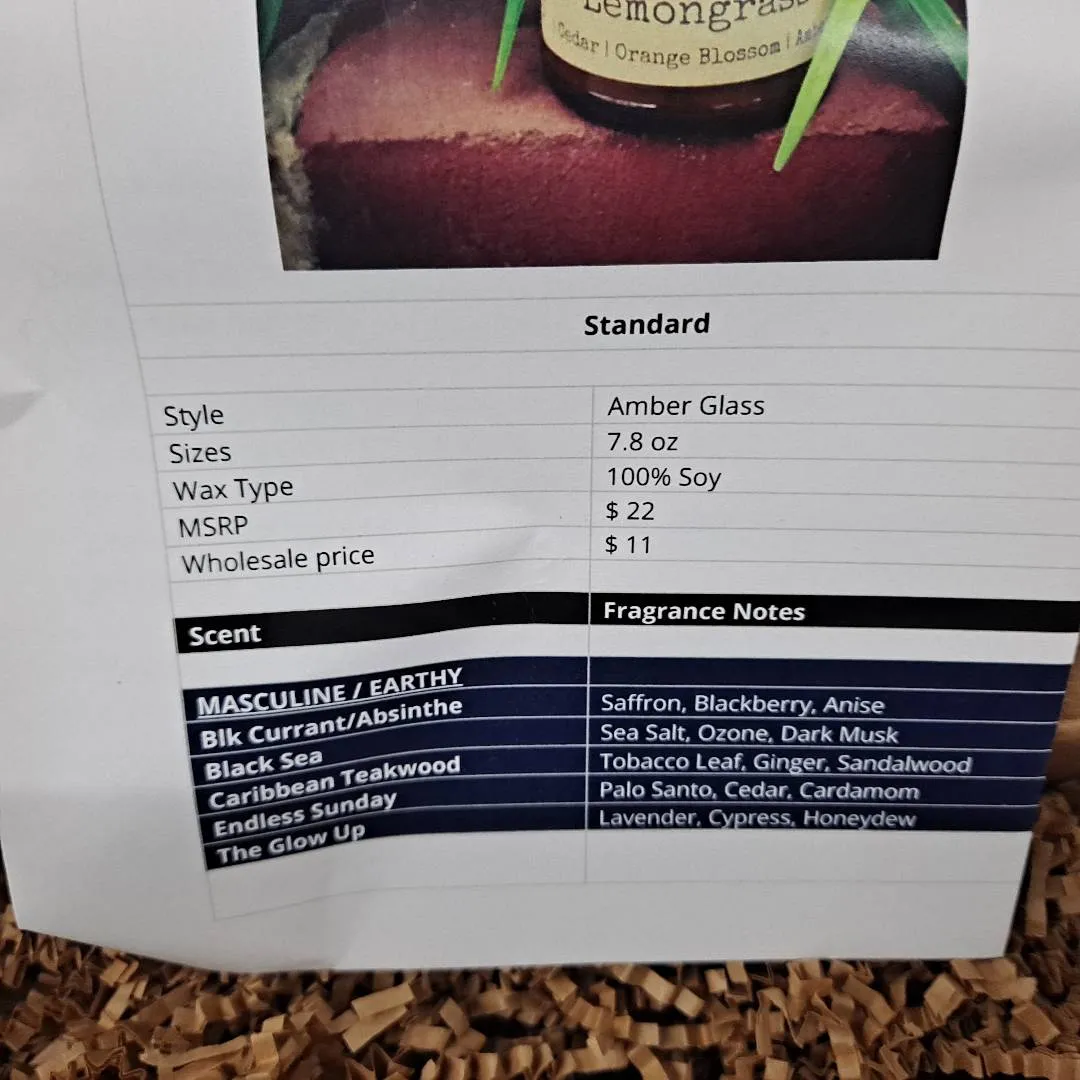 Lemongrass
Cedar | Orange Blossom |
Standard
Style Amber Glass
Sizes 7.8 oz
Wax Type 100% Soy
MSRP $ 22
Wholesale price $ 11
Scent Fragrance Notes
MASCULINE / EARTHY
Blk Currant/Absinthe Saffron, Blackberry, Anise
Black Sea Sea Salt, Ozone, Dark Musk
Caribbean Teakwood Tobacco Leaf, Ginger, Sandalwood
Endless Sunday Palo Santo, Cedar, Cardamom
The Glow Up Lavender, Cypress, Honeydew